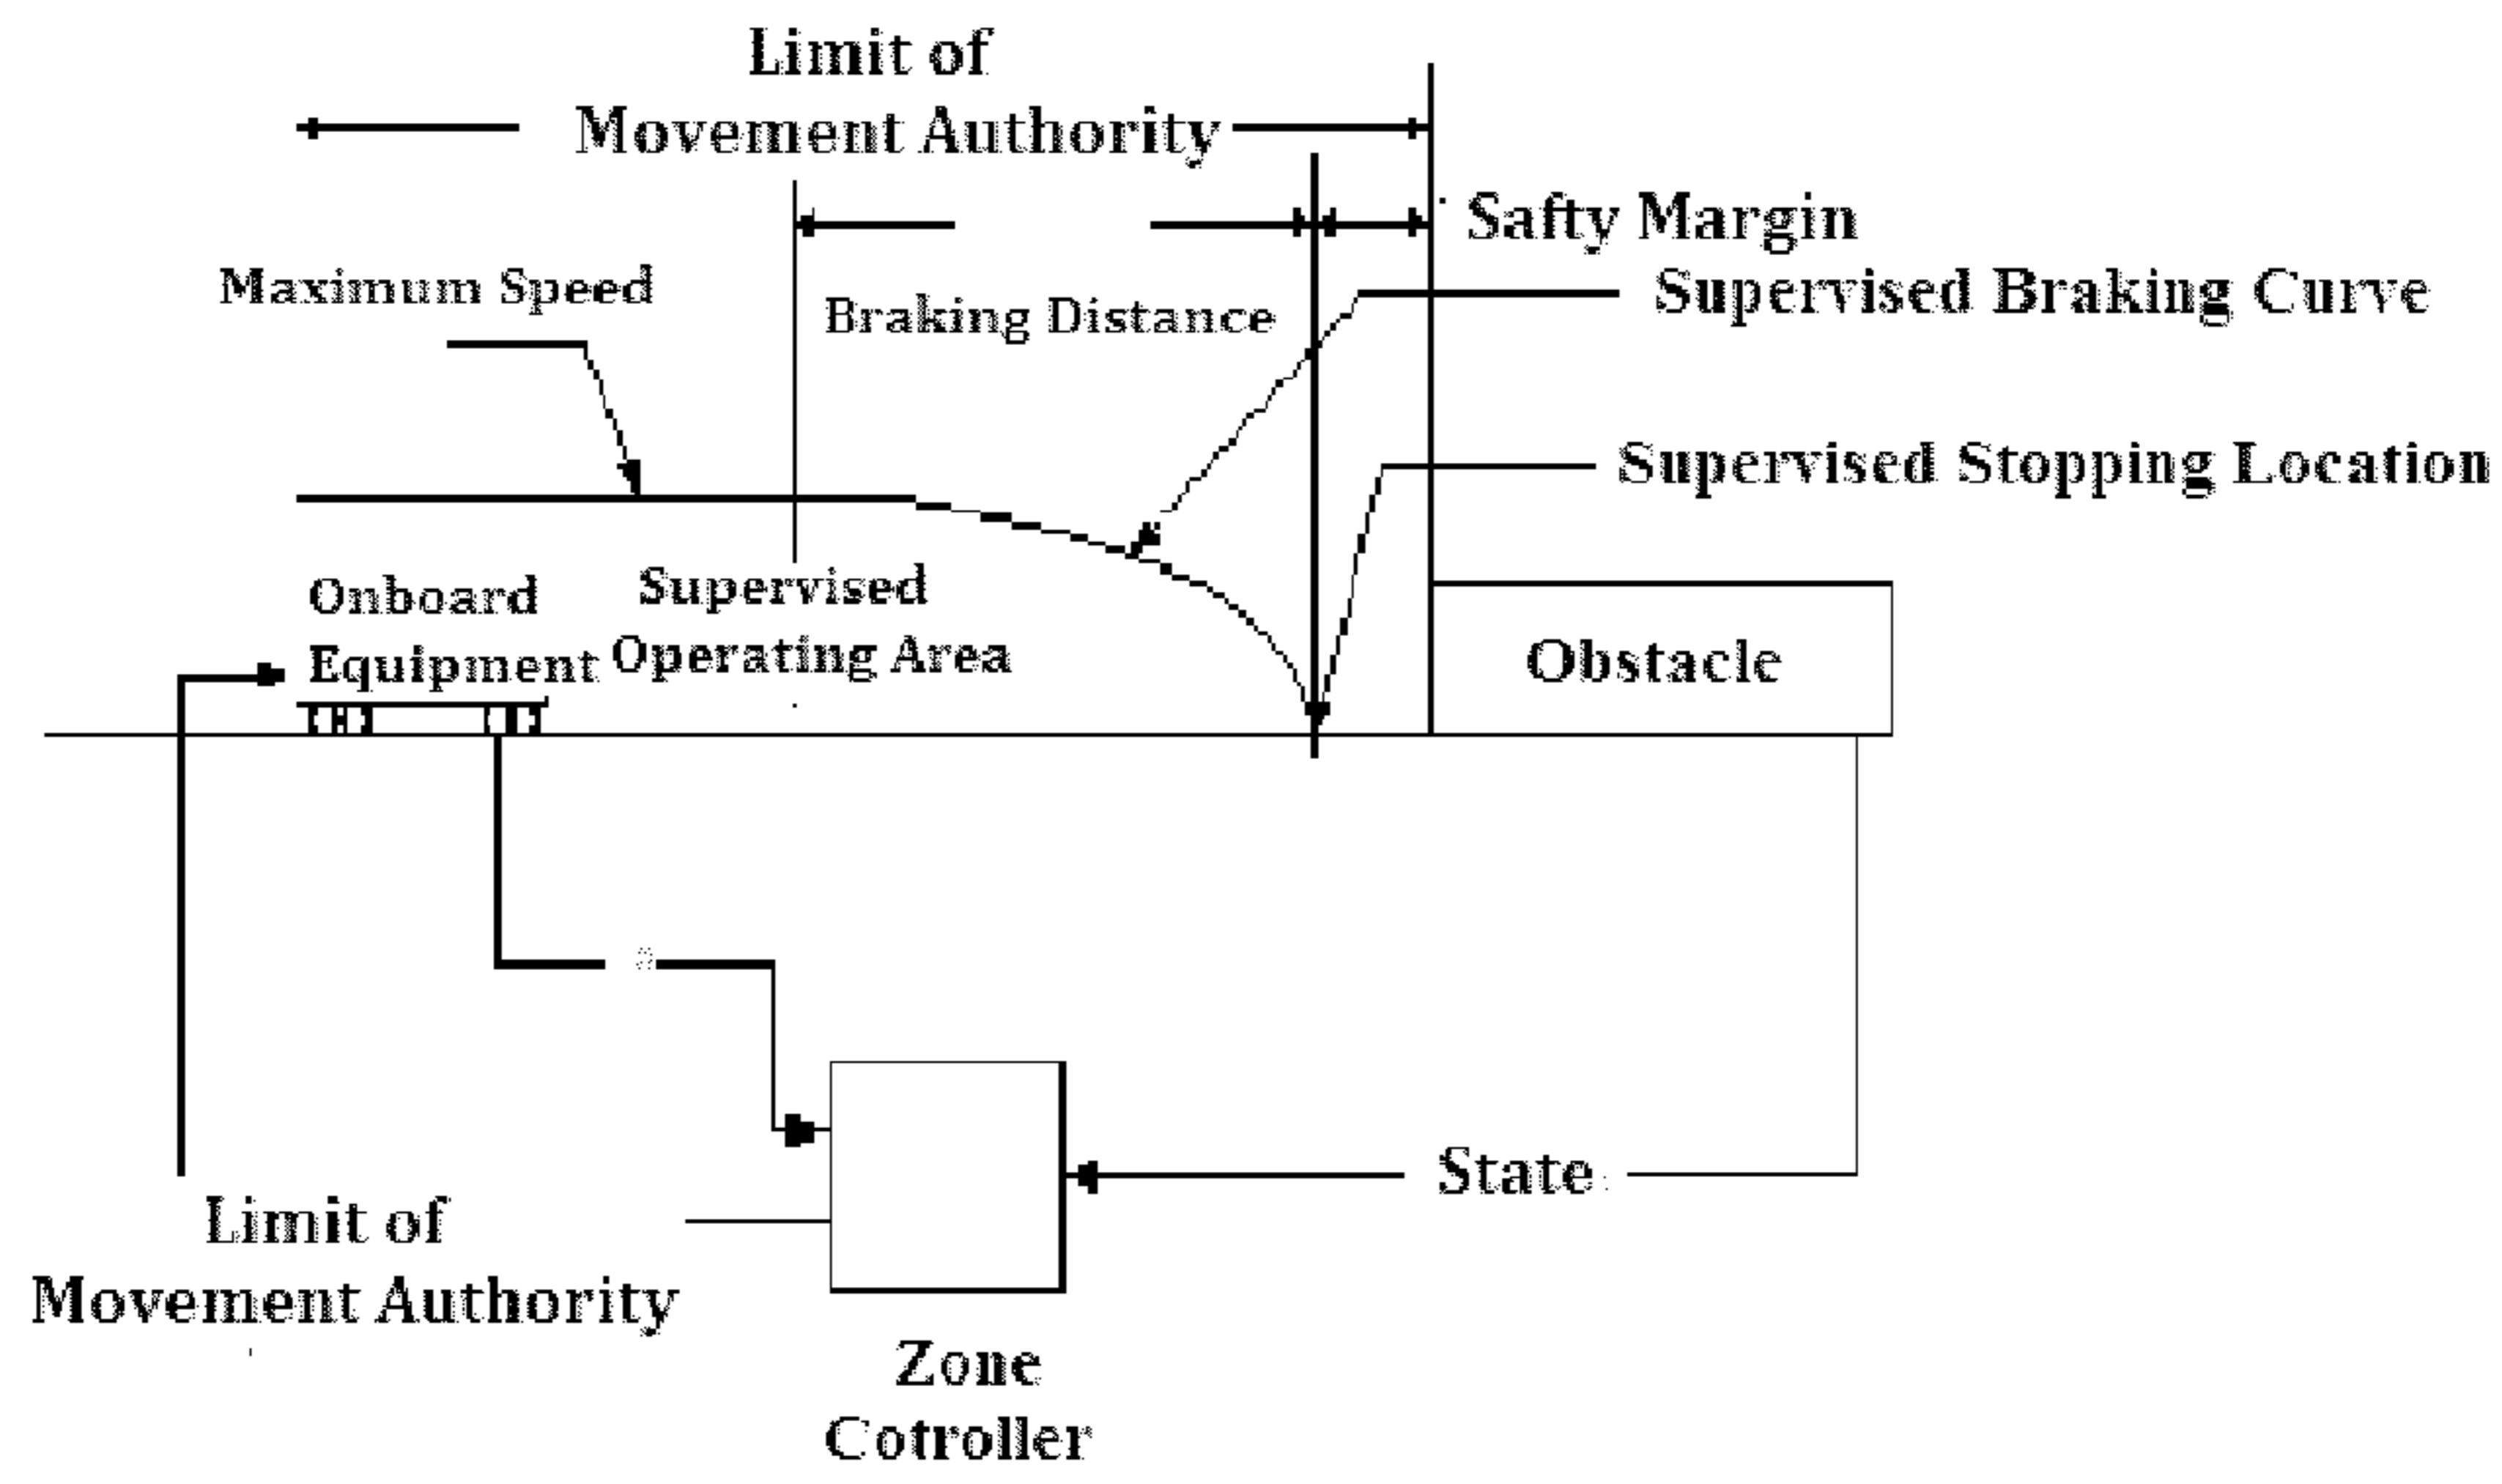 Limit of
Movement Authority
Safty Margin
Supervised Braking Curve
Maximum Speed
Braking Distance
Supervised Stopping Location
Onboard
Equipment
Supervised
Operating Area
Obstacle
State
Limit of
Movement Authority
Zone
Cotroller